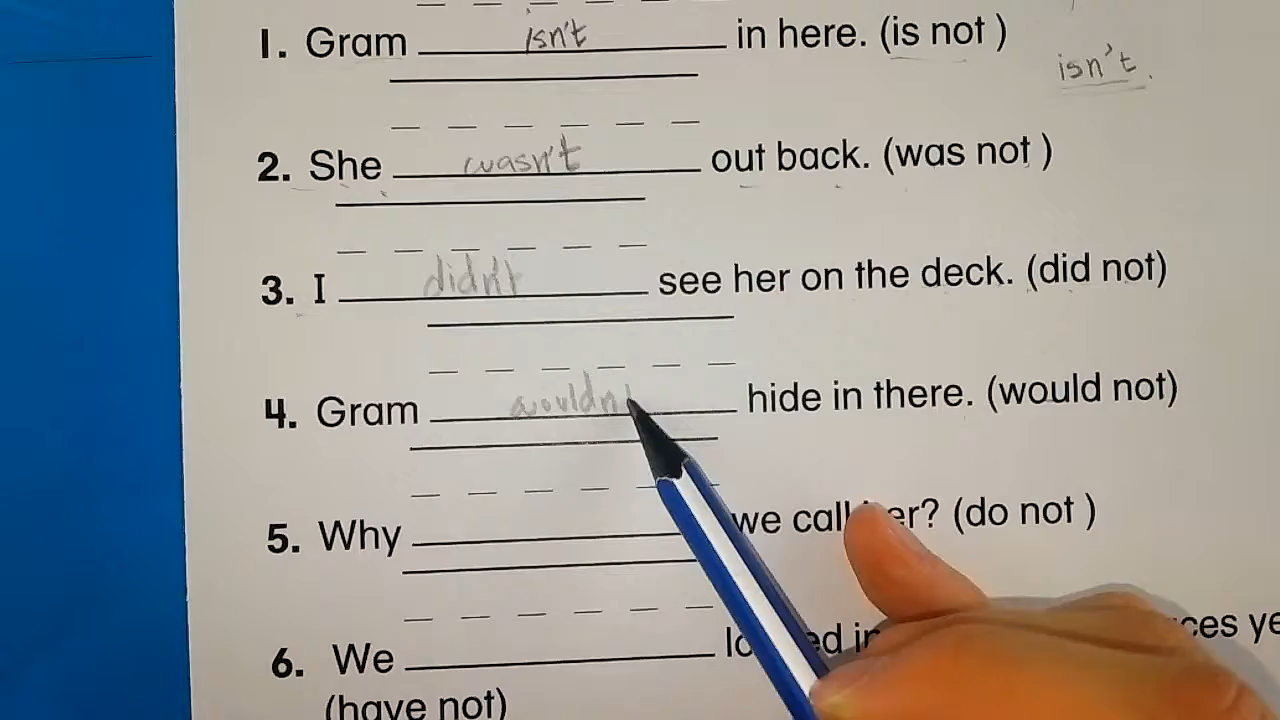 1. Gram isn't in here. (is not )
isn't.
2. She wasn't out back. (was not )
3. I didn't see her on the deck. (did not)
4. Gram wouldn't hide in there. (would not)
5. Why we call her? (do not )
6. We in
(have not)